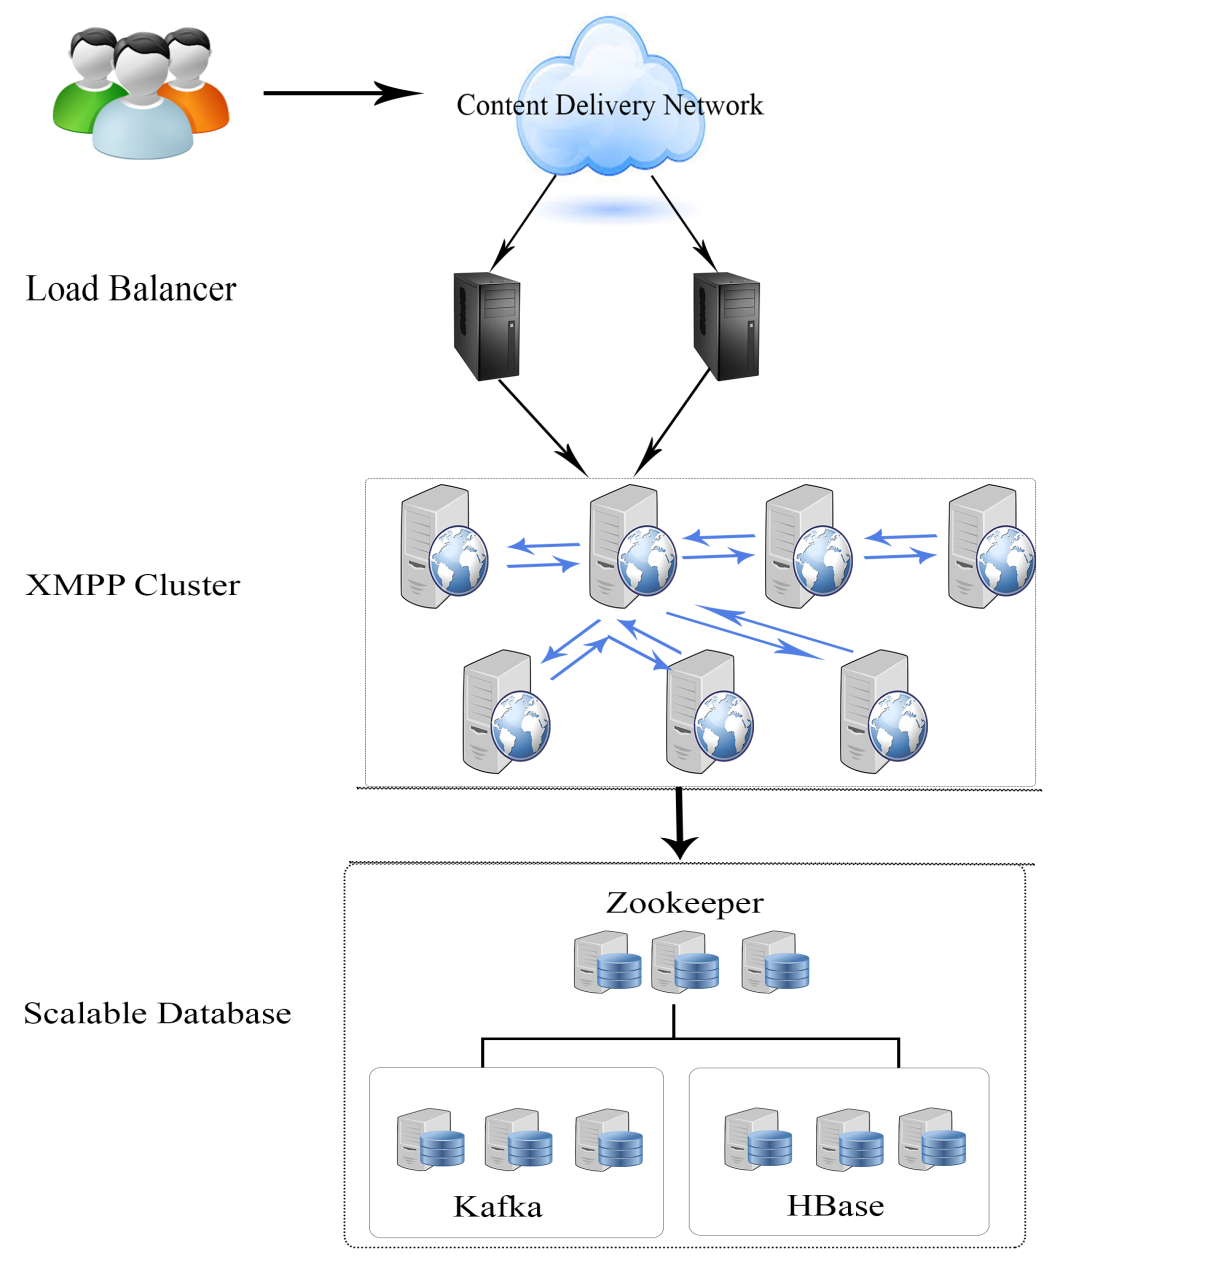 Content Delivery Network
Load Balancer
XMPP Cluster
Zookeeper
Scalable Database
Kafka
HBase